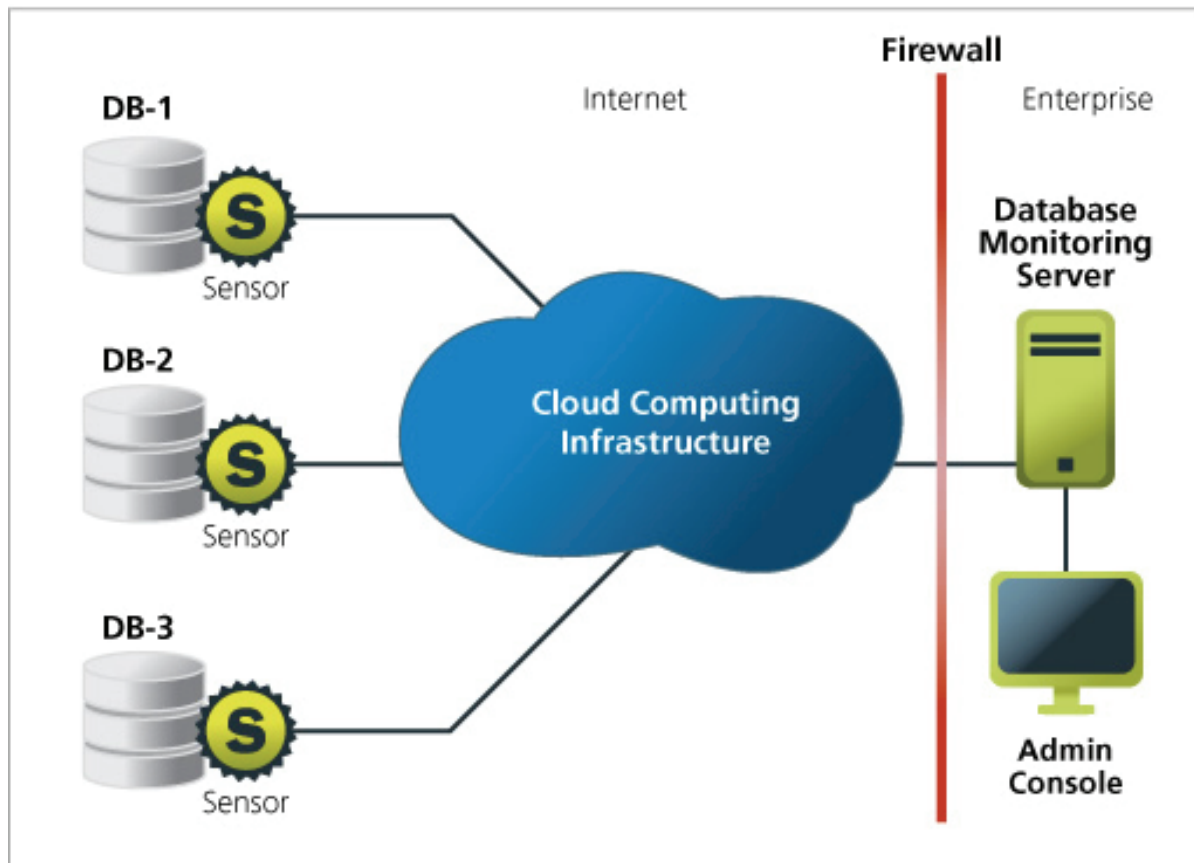 Firewall
Internet
Enterprise
DB-1
S
Sensor
DB-2
S
Sensor
DB-3
S
Sensor
Cloud Computing
Infrastructure
Database
Monitoring
Server
Admin
Console